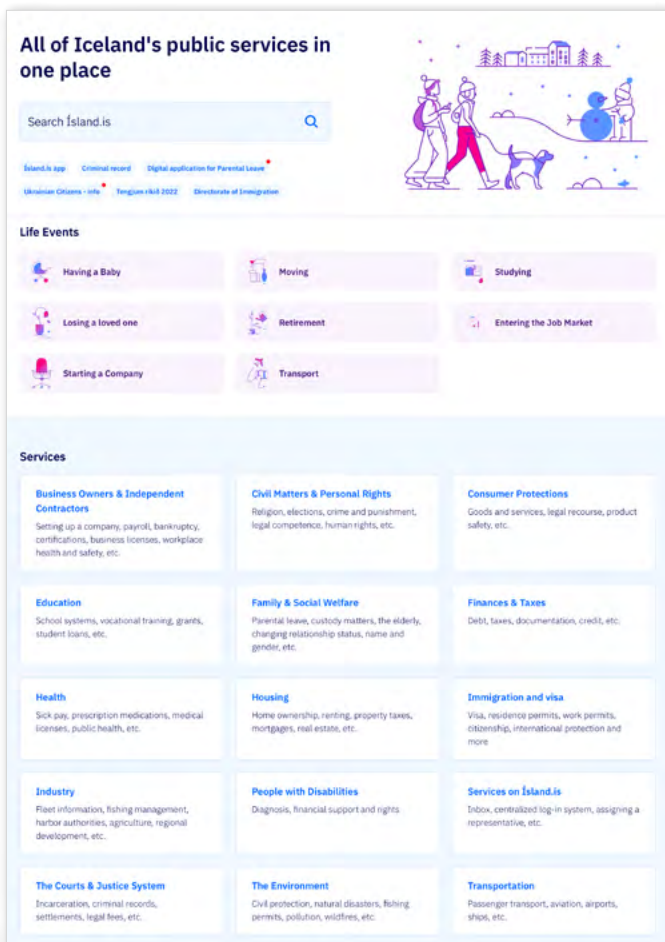 All of Iceland's public services in
one place
Search Ísland.is
Ísland.is app Criminal record Digital application for Parental Leave
Ukrainian Citizens - info Tengjum ríkið 2022 Directorate of Immigration
Life Events
Having a Baby
Moving
Studying
Losing a loved one
Retirement
Entering the Job Market
Starting a Company
Transport
Services
Business Owners & Independent
Contractors
Setting up a company, payroll, bankruptcy,
certifications, business licenses, workplace
health and safety, etc.
Civil Matters & Personal Rights
Religion, elections, crime and punishment,
legal competence, human rights, etc.
Consumer Protections
Goods and services, legal recourse, product
safety, etc.
Education
School systems, vocational training, grants,
student loans, etc.
Family & Social Welfare
Parental leave, custody matters, the elderly,
changing relationship status, name and
gender, etc.
Finances & Taxes
Debt, taxes, documentation, credit, etc.
Health
Sick pay, prescription medications, medical
licenses, public health, etc.
Housing
Home ownership, renting, property taxes,
mortgages, real estate, etc.
Immigration and visa
Visa, residence permits, work permits,
citizenship, international protection and
more
Industry
Fleet information, fishing management,
harbor authorities, agriculture, regional
development, etc.
People with Disabilities
Diagnosis, financial support and rights
Services on Ísland.is
Inbox, centralized log-in system, assigning a
representative, etc.
The Courts & Justice System
Incarceration, criminal records,
settlements, legal fees, etc.
The Environment
Civil protection, natural disasters, fishing
permits, pollution, wildfires, etc.
Transportation
Passenger transport, aviation, airports,
ships, etc.